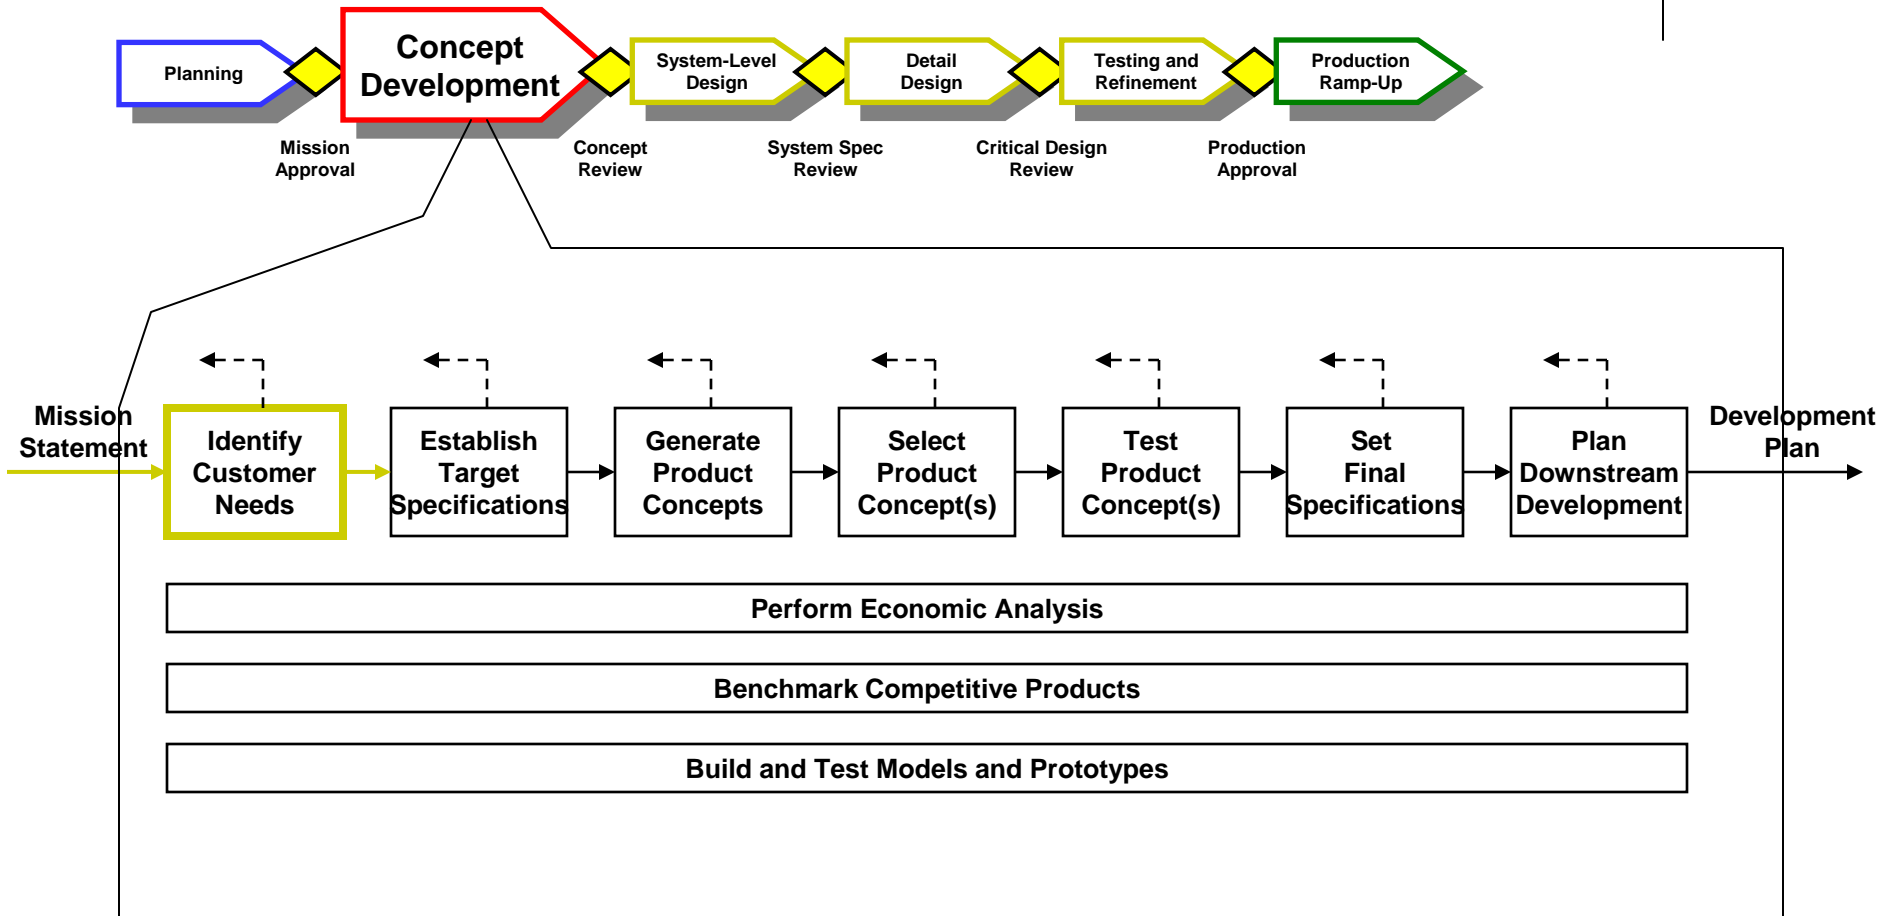 Planning
Concept
Development
System-Level
Design
Detail
Design
Testing and
Refinement
Production
Ramp-Up
Mission
Approval
Concept
Review
System Spec
Review
Critical Design
Review
Production
Approval
Mission
Statement
Identify
Customer
Needs
Establish
Target
Specifications
Generate
Product
Concepts
Select
Product
Concept(s)
Test
Product
Concept(s)
Set
Final
Specifications
Plan
Downstream
Development
Development
Plan
Perform Economic Analysis
Benchmark Competitive Products
Build and Test Models and Prototypes